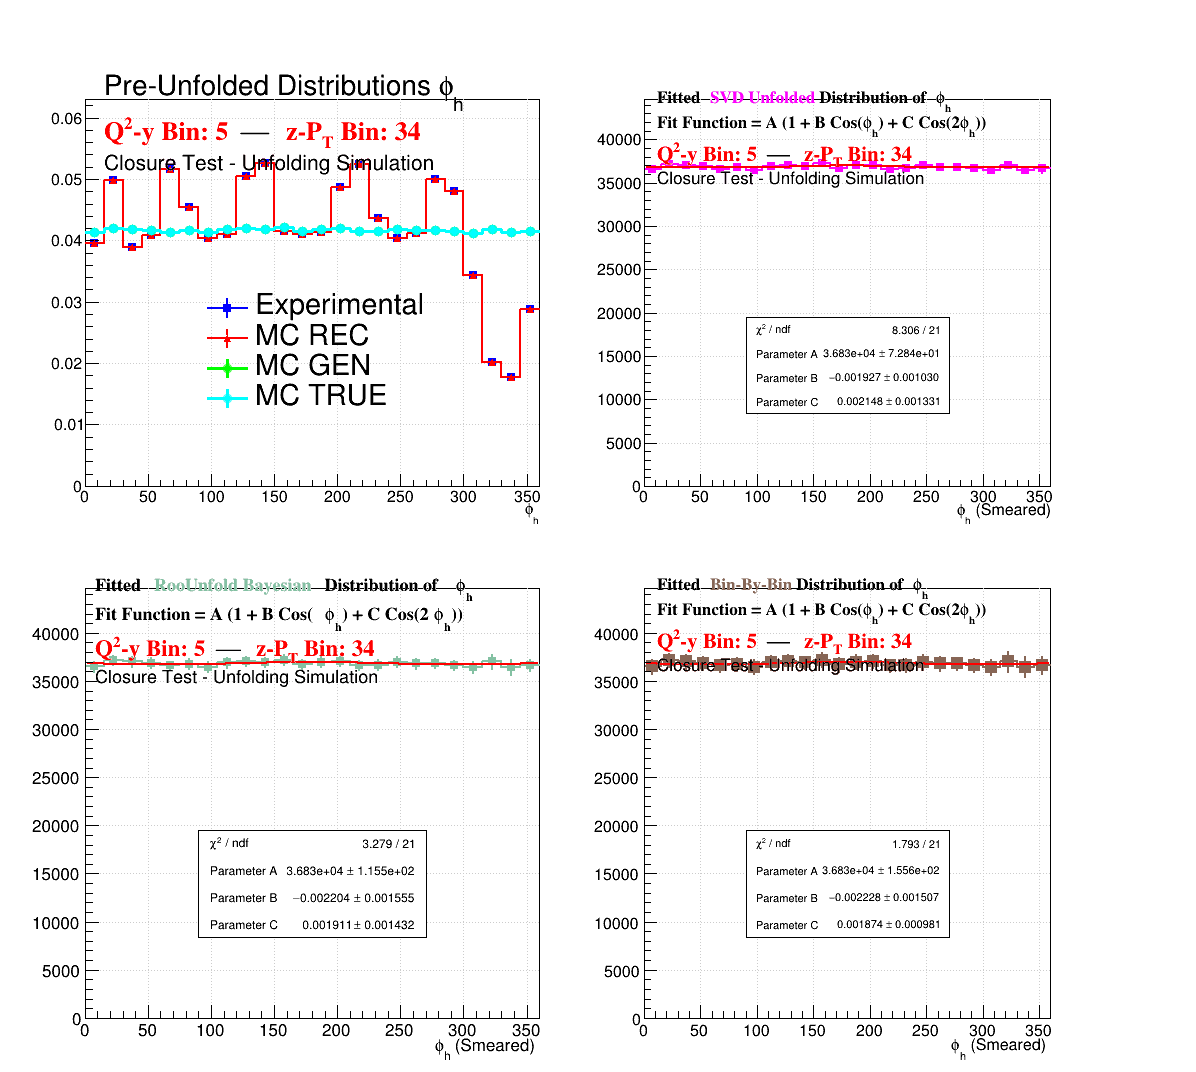 Pre-Unfolded Distributions ϕh
Q²-y Bin: 5 — z-PT Bin: 34
Closure Test - Unfolding Simulation
0.06
0.05
0.04
0.03
0.02
0.01
0
Experimental
MC REC
MC GEN
MC TRUE
0 50 100 150 200 250 300 350
ϕh
Fitted SVD Unfolded Distribution of ϕh
Fit Function = A (1 + B Cos(ϕh) + C Cos(2ϕh))
Q²-y Bin: 5 — z-PT Bin: 34
Closure Test - Unfolding Simulation
40000
35000
30000
25000
20000
15000
10000
5000
0
χ² / ndf 8.306 / 21
Parameter A 3.683e+04 ± 7.284e+01
Parameter B −0.001927 ± 0.001030
Parameter C 0.002148 ± 0.001331
0 50 100 150 200 250 300 350
ϕh (Smeared)
Fitted RooUnfold Bayesian Distribution of ϕh
Fit Function = A (1 + B Cos( ϕh) + C Cos(2 ϕh))
Q²-y Bin: 5 — z-PT Bin: 34
Closure Test - Unfolding Simulation
40000
35000
30000
25000
20000
15000
10000
5000
0
χ² / ndf 3.279 / 21
Parameter A 3.683e+04 ± 1.155e+02
Parameter B −0.002204 ± 0.001555
Parameter C 0.001911 ± 0.001432
0 50 100 150 200 250 300 350
ϕh (Smeared)
Fitted Bin-By-Bin Distribution of ϕh
Fit Function = A (1 + B Cos(ϕh) + C Cos(2ϕh))
Q²-y Bin: 5 — z-PT Bin: 34
Closure Test - Unfolding Simulation
40000
35000
30000
25000
20000
15000
10000
5000
0
χ² / ndf 1.793 / 21
Parameter A 3.683e+04 ± 1.556e+02
Parameter B −0.002228 ± 0.001507
Parameter C 0.001874 ± 0.000981
0 50 100 150 200 250 300 350
ϕh (Smeared)